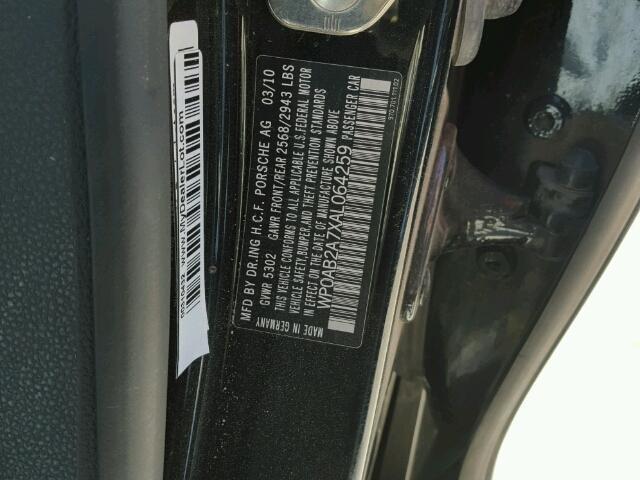 MFD BY DR.ING H.C.F. PORSCHE AG 03/10
GVWR 5302 GAWR FRONT/REAR 2568/2943 LBS
THIS VEHICLE CONFORMS TO ALL APPLICABLE U.S.FEDERAL MOTOR
VEHICLE SAFETY,BUMPER,AND THEFT PREVENTION STANDARDS
IN EFFECT ON THE DATE OF MANUFACTURE SHOWN ABOVE
WP0AB2A7XAL064259 PASSENGER CAR
MADE IN GERMANY